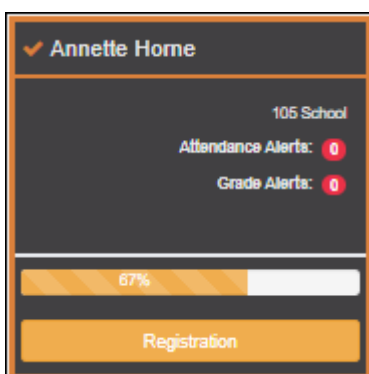 Annette Horne
105 School
Attendance Alerts: 0
Grade Alerts: 0
67%
Registration